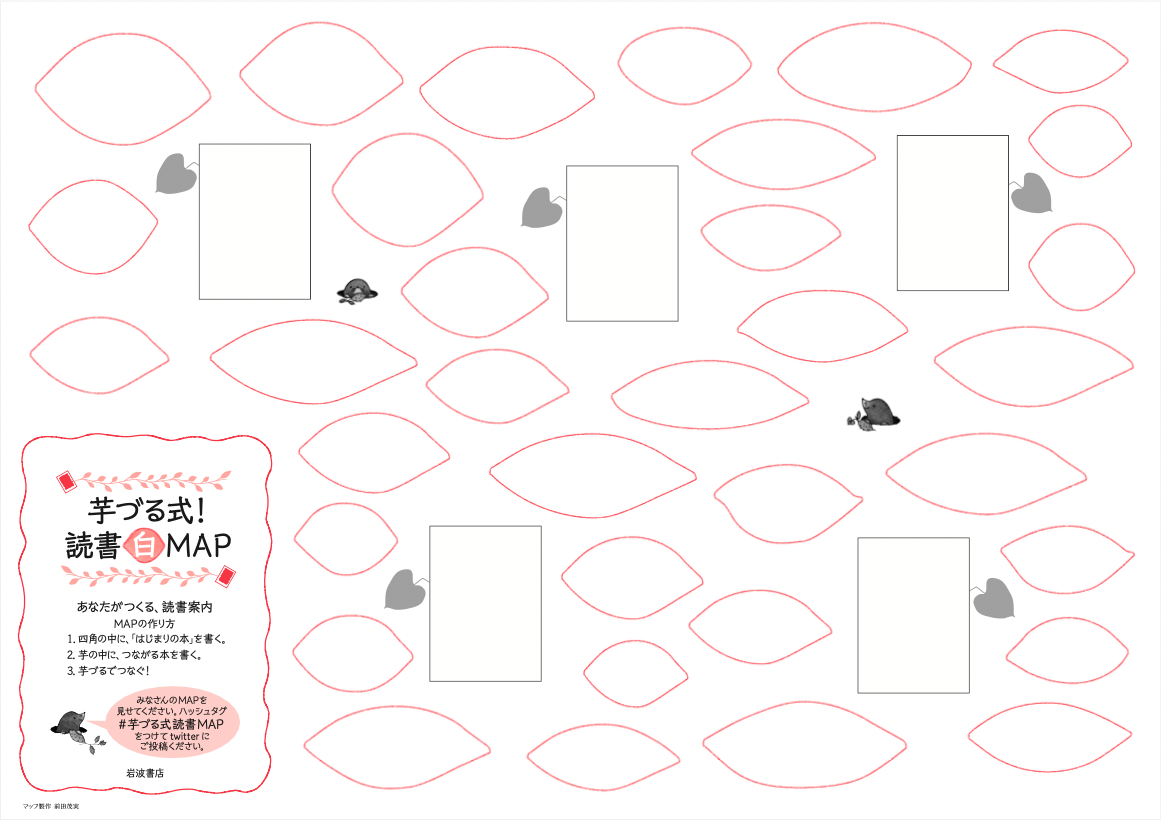 芋づる式!
読書白MAP
あなたがつくる、読書案内
MAPの作り方
1. 四角の中に、「はじまりの本」を書く。
2. 芋の中に、つながる本を書く。
3. 芋づるでつなぐ!
みなさんのMAPを
見せてください。ハッシュタグ
#芋づる式読書MAP
をつけて twitter に
ご投稿ください。
岩波書店
マップ製作 前田茂実